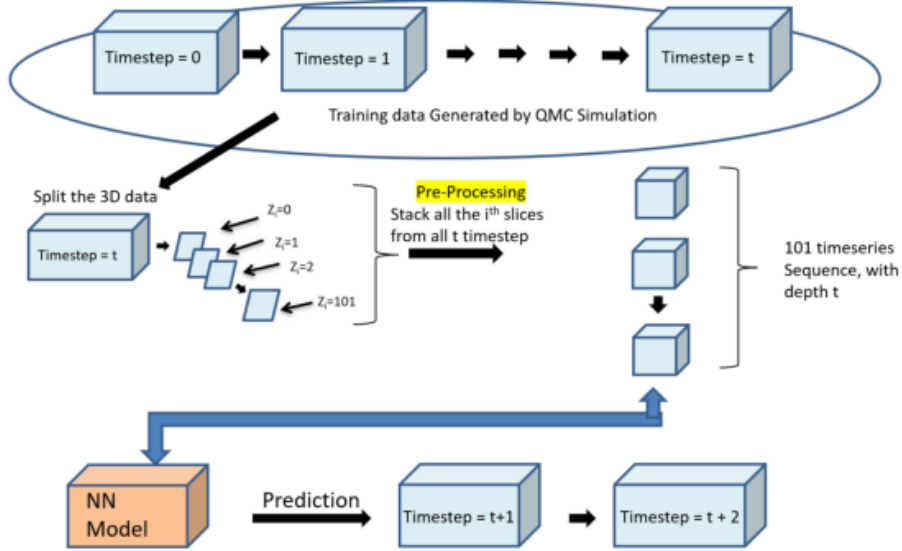 Timestep = 0
Timestep = 1
Timestep = t
Training data Generated by QMC Simulation
Split the 3D data
Timestep = t
Zᵢ=0
Zᵢ=1
Zᵢ=2
Zᵢ=101
Pre-Processing
Stack all the iᵗʰ slices
from all t timestep
101 timeseries
Sequence, with
depth t
NN
Model
Prediction
Timestep = t+1
Timestep = t + 2